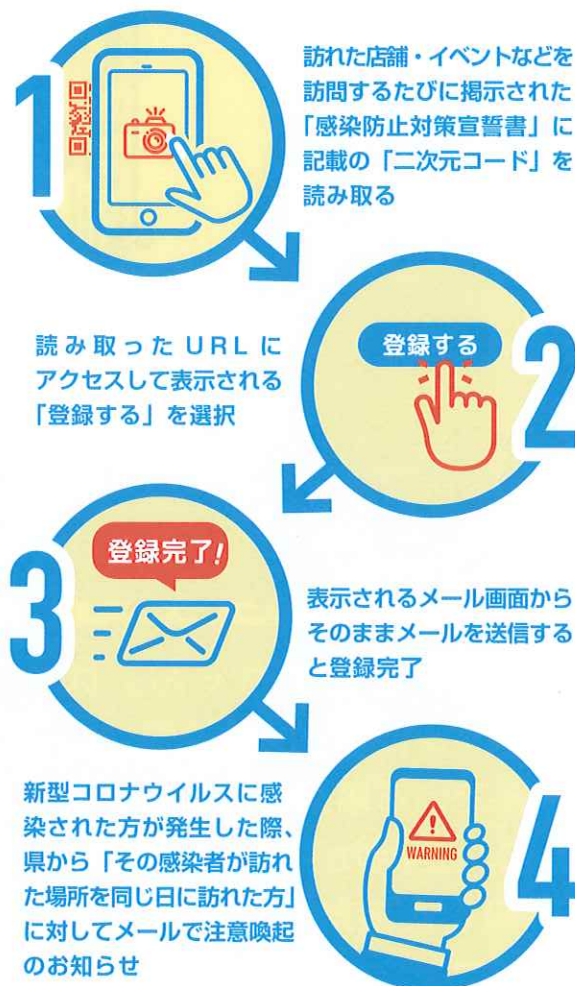 1
訪れた店舗・イベントなどを
訪問するたびに掲示された
「感染防止対策宣誓書」に
記載の「二次元コード」を
読み取る
読み取ったURLに
アクセスして表示される
「登録する」を選択
登録する
2
3
登録完了!
表示されるメール画面から
そのままメールを送信する
と登録完了
新型コロナウイルスに感
染された方が発生した際、
県から「その感染者が訪れ
た場所を同じ日に訪れた方」
に対してメールで注意喚起
のお知らせ
WARNING
4